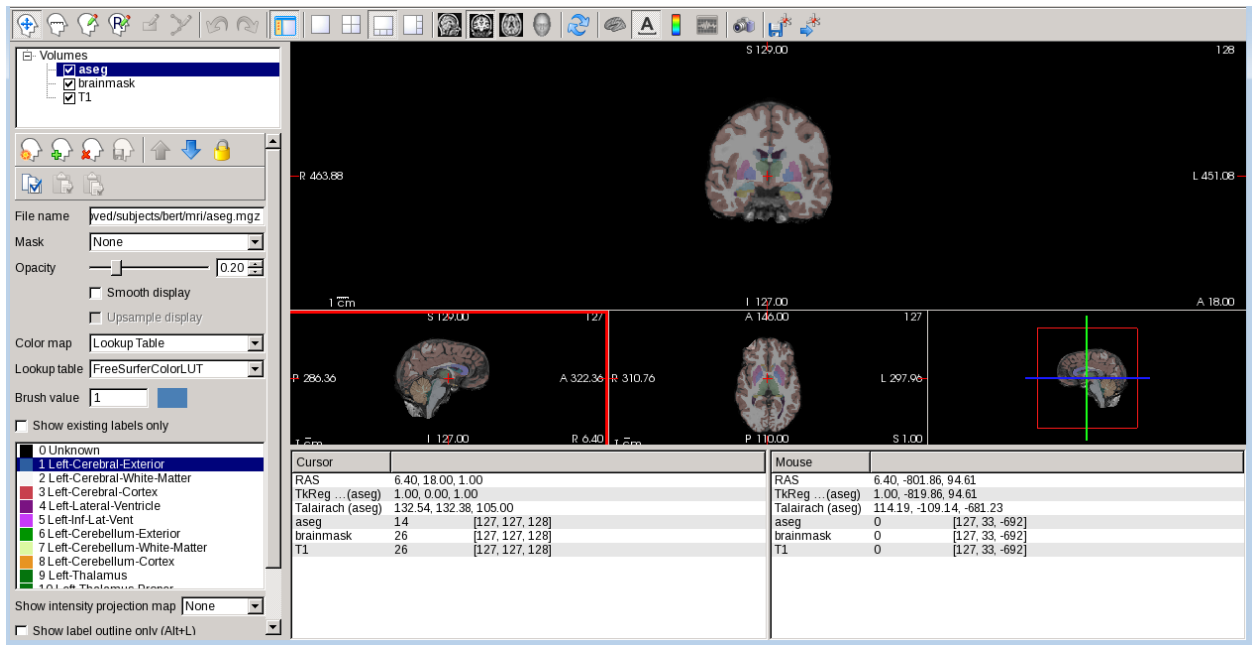 A
Volumes
aseg
brainmask
T1
File name ived/subjects/bert/mri/aseg.mgz
Mask None
Opacity 0.20
Smooth display
Upsample display
Color map Lookup Table
Lookup table FreeSurferColorLUT
Brush value 1
Show existing labels only
0 Unknown
1 Left-Cerebral-Exterior
2 Left-Cerebral-White-Matter
3 Left-Cerebral-Cortex
4 Left-Lateral-Ventricle
5 Left-Inf-Lat-Vent
6 Left-Cerebellum-Exterior
7 Left-Cerebellum-White-Matter
8 Left-Cerebellum-Cortex
9 Left-Thalamus
10 Left-Thalamus-Proper
Show intensity projection map None
Show label outline only (Alt+L)
S 129.00 128
R 463.88 L 451.08
1 cm I 127.00 A 18.00
S 129.00 127
P 286.36 A 322.36
1 cm I 127.00 R 6.40
A 146.00 127
R 310.76 L 297.96
1 cm P 110.00 S 1.00
Cursor
RAS 6.40, 18.00, 1.00
TkReg ...(aseg) 1.00, 0.00, 1.00
Talairach (aseg) 132.54, 132.38, 105.00
aseg 14 [127, 127, 128]
brainmask 26 [127, 127, 128]
T1 26 [127, 127, 128]
Mouse
RAS 6.40, -801.86, 94.61
TkReg ...(aseg) 1.00, -819.86, 94.61
Talairach (aseg) 114.19, -109.14, -681.23
aseg 0 [127, 33, -692]
brainmask 0 [127, 33, -692]
T1 0 [127, 33, -692]